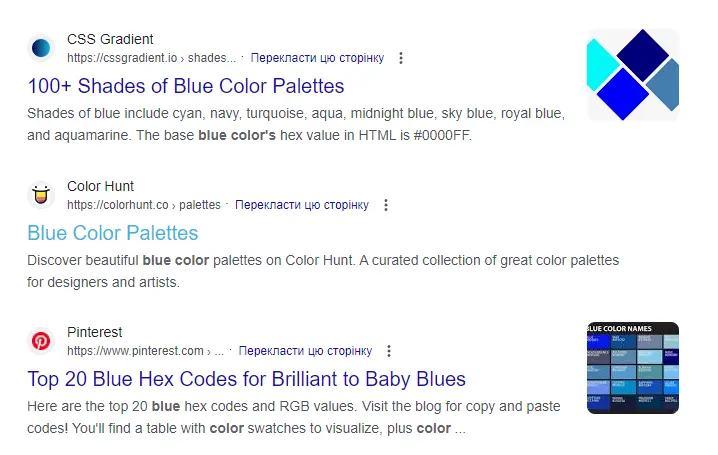 CSS Gradient
https://cssgradient.io › shades... · Перекласти цю сторінку
100+ Shades of Blue Color Palettes
Shades of blue include cyan, navy, turquoise, aqua, midnight blue, sky blue, royal blue,
and aquamarine. The base blue color's hex value in HTML is #0000FF.
Color Hunt
https://colorhunt.co › palettes · Перекласти цю сторінку
Blue Color Palettes
Discover beautiful blue color palettes on Color Hunt. A curated collection of great color palettes
for designers and artists.
Pinterest
https://www.pinterest.com › ... · Перекласти цю сторінку
Top 20 Blue Hex Codes for Brilliant to Baby Blues
BLUE COLOR NAMES
Here are the top 20 blue hex codes and RGB values. Visit the blog for copy and paste
codes! You'll find a table with color swatches to visualize, plus color ...